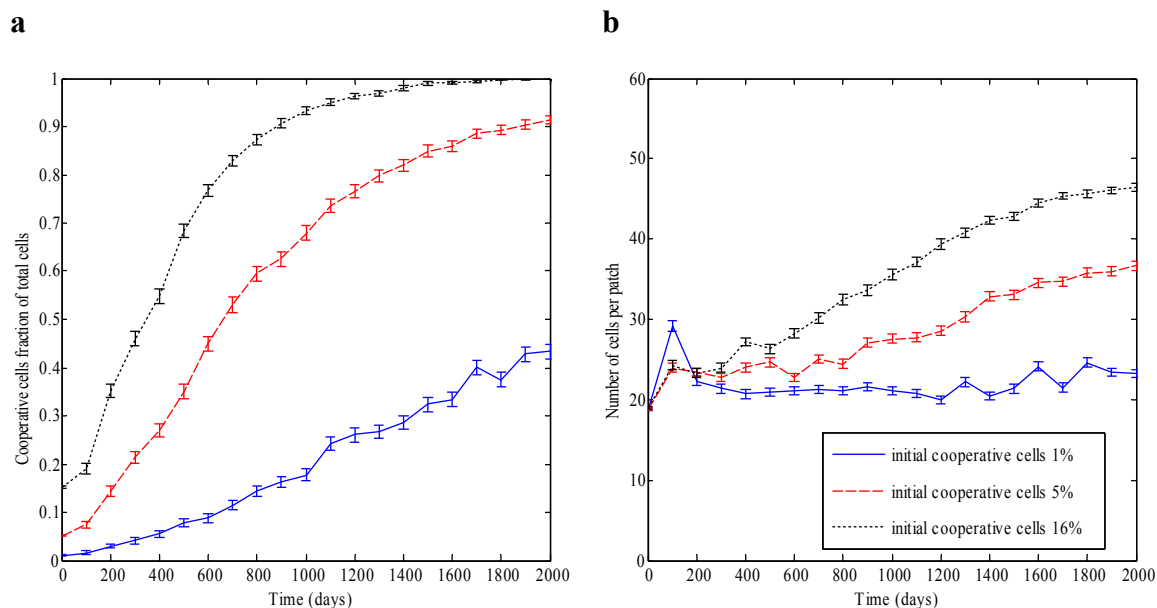 a
1
0.9
0.8
0.7
0.6
0.5
0.4
0.3
0.2
0.1
0
Cooperative cells fraction of total cells
0 200 400 600 800 1000 1200 1400 1600 1800 2000
Time (days)
b
60
50
40
30
20
10
0
Number of cells per patch
0 200 400 600 800 1000 1200 1400 1600 1800 2000
Time (days)
initial cooperative cells 1%
initial cooperative cells 5%
initial cooperative cells 16%